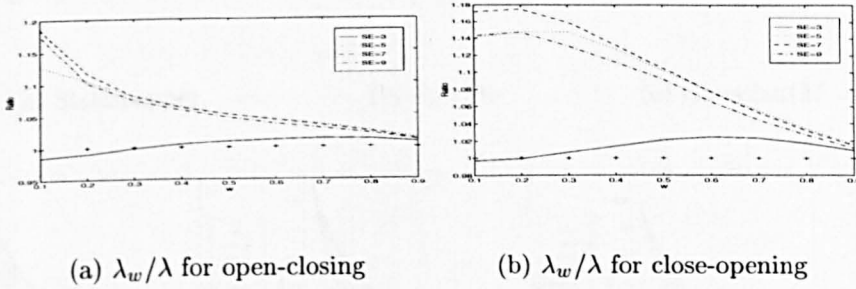 1.2
1.15
1.1
1.05
1
0.95
0.1 0.2 0.3 0.4 0.5 0.6 0.7 0.8 0.9
w
SE-3
SE-5
SE-7
SE-9
1.18
1.16
1.14
1.12
1.1
1.08
1.06
1.04
1.02
1
0.98
0.1 0.2 0.3 0.4 0.5 0.6 0.7 0.8 0.9
w
SE-3
SE-5
SE-7
SE-9
(a) λw/λ for open-closing
(b) λw/λ for close-opening